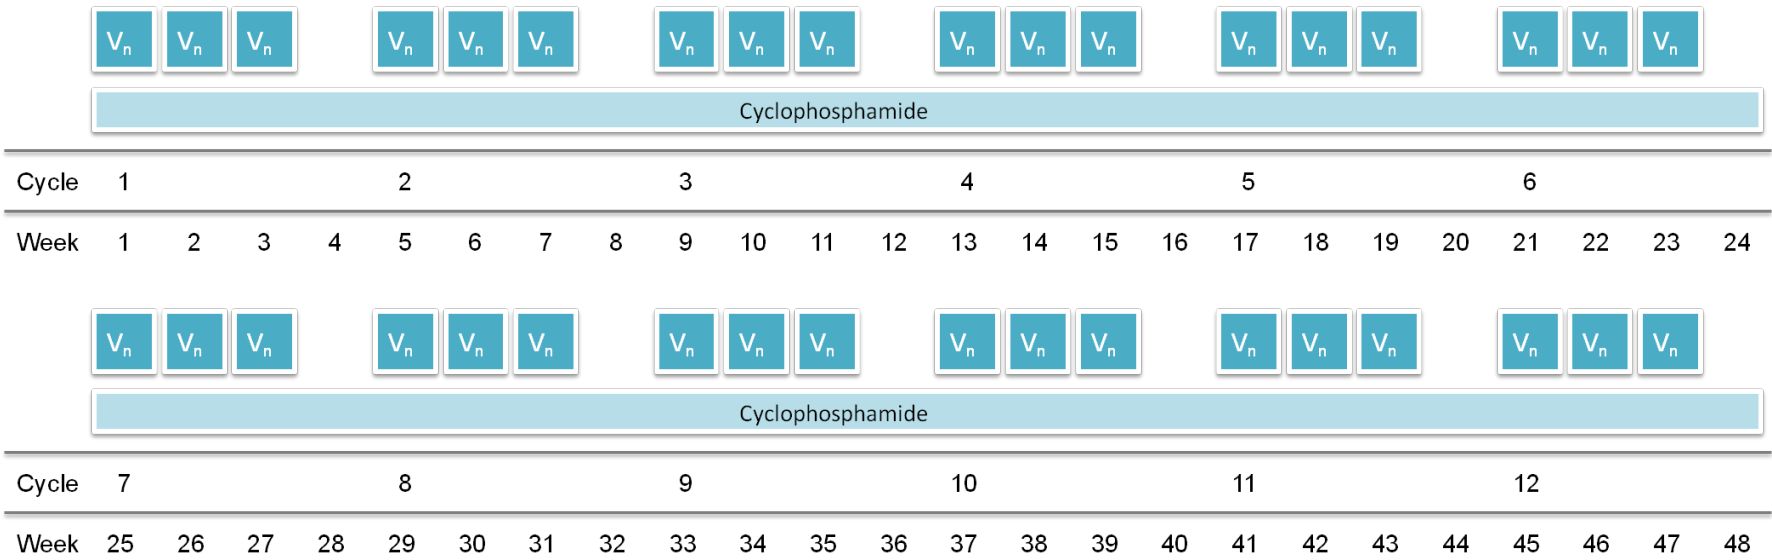 Vn Vn Vn Vn Vn Vn Vn Vn Vn Vn Vn Vn Vn Vn Vn Vn Vn Vn
Cyclophosphamide
Cycle 1 2 3 4 5 6
Week 1 2 3 4 5 6 7 8 9 10 11 12 13 14 15 16 17 18 19 20 21 22 23 24
Vn Vn Vn Vn Vn Vn Vn Vn Vn Vn Vn Vn Vn Vn Vn Vn Vn Vn
Cyclophosphamide
Cycle 7 8 9 10 11 12
Week 25 26 27 28 29 30 31 32 33 34 35 36 37 38 39 40 41 42 43 44 45 46 47 48